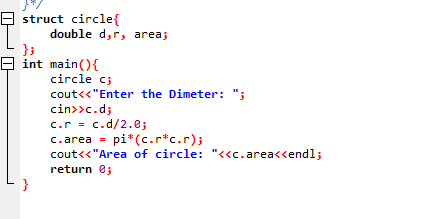 }*/
struct circle{
double d,r, area;
};
int main(){
circle c;
cout<<"Enter the Dimeter: ";
cin>>c.d;
c.r = c.d/2.0;
c.area = pi*(c.r*c.r);
cout<<"Area of circle: "<<c.area<<endl;
return 0;
}